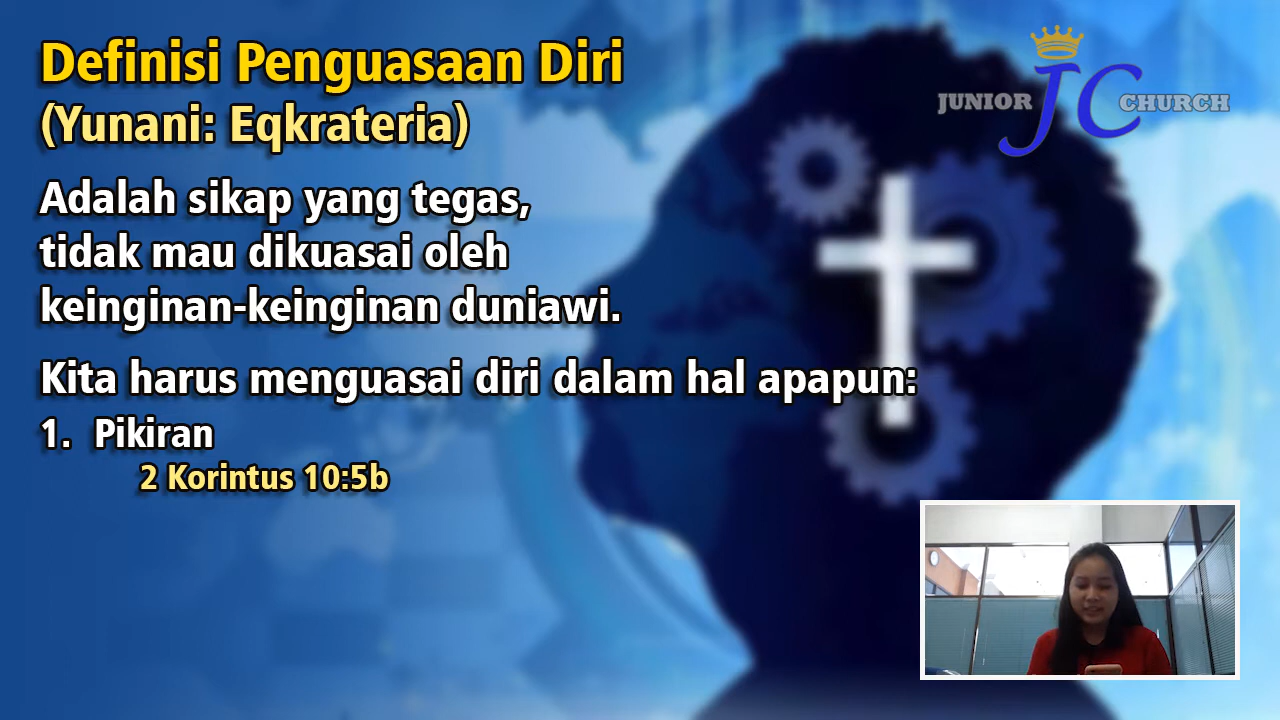 Definisi Penguasaan Diri
(Yunani: Eqkrateria)
JUNIOR JC CHURCH
Adalah sikap yang tegas,
tidak mau dikuasai oleh
keinginan-keinginan duniawi.
Kita harus menguasai diri dalam hal apapun:
1. Pikiran
2 Korintus 10:5b